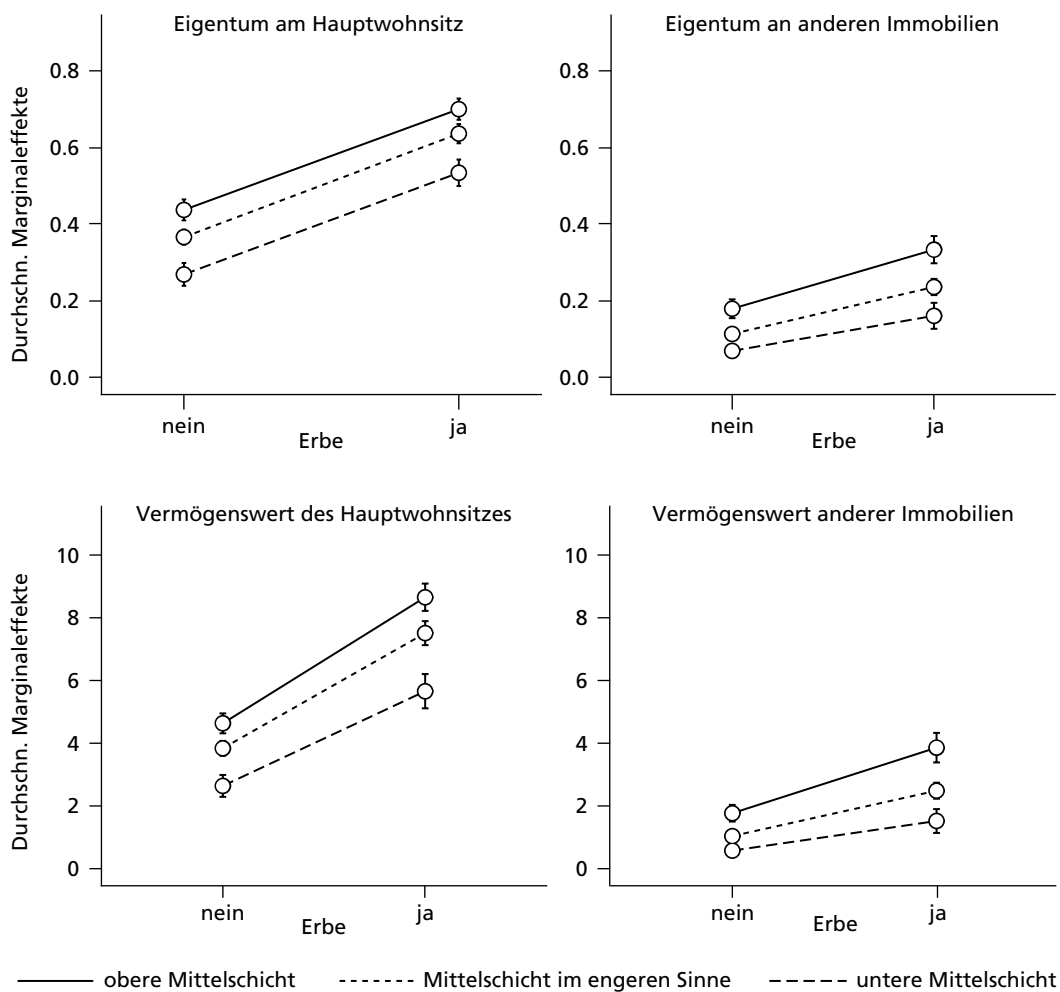 Eigentum am Hauptwohnsitz
Durchschn. Marginaleffekte
0.8
0.6
0.4
0.2
0.0
nein
ja
Erbe
Eigentum an anderen Immobilien
0.8
0.6
0.4
0.2
0.0
nein
ja
Erbe
Vermögenswert des Hauptwohnsitzes
Durchschn. Marginaleffekte
10
8
6
4
2
0
nein
ja
Erbe
Vermögenswert anderer Immobilien
10
8
6
4
2
0
nein
ja
Erbe
obere Mittelschicht Mittelschicht im engeren Sinne untere Mittelschicht